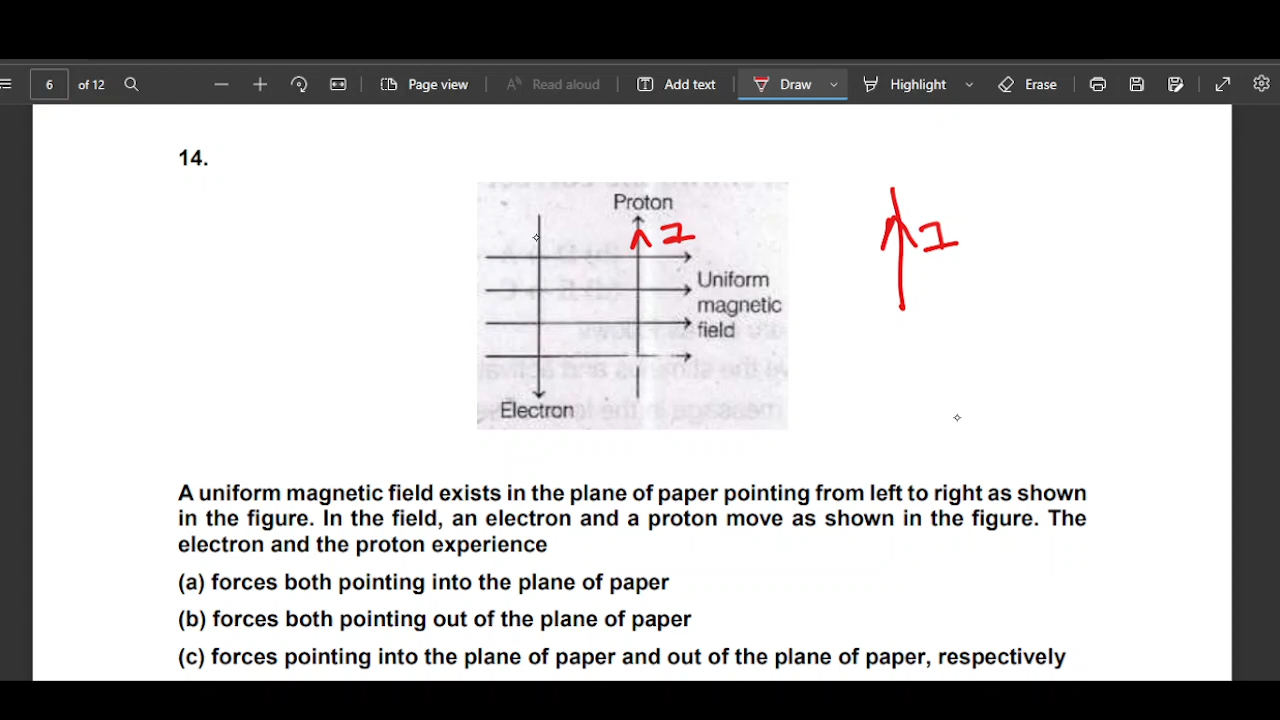 6 of 12 Page view Read aloud Add text Draw Highlight Erase
14.
Proton
I
I
Uniform
magnetic
field
Electron
A uniform magnetic field exists in the plane of paper pointing from left to right as shown
in the figure. In the field, an electron and a proton move as shown in the figure. The
electron and the proton experience
(a) forces both pointing into the plane of paper
(b) forces both pointing out of the plane of paper
(c) forces pointing into the plane of paper and out of the plane of paper, respectively